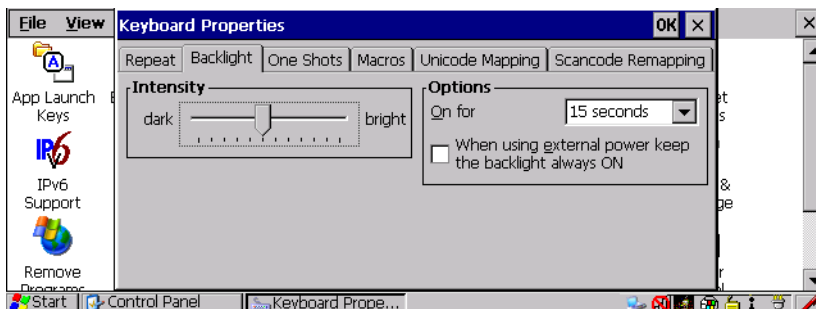 File View
Keyboard Properties OK
Repeat Backlight One Shots Macros Unicode Mapping Scancode Remapping
Intensity
dark bright
Options
On for 15 seconds
When using external power keep
the backlight always ON
App Launch
Keys
IPv6
IPv6
Support
Remove
Programs
&
Start Control Panel Keyboard Prope...